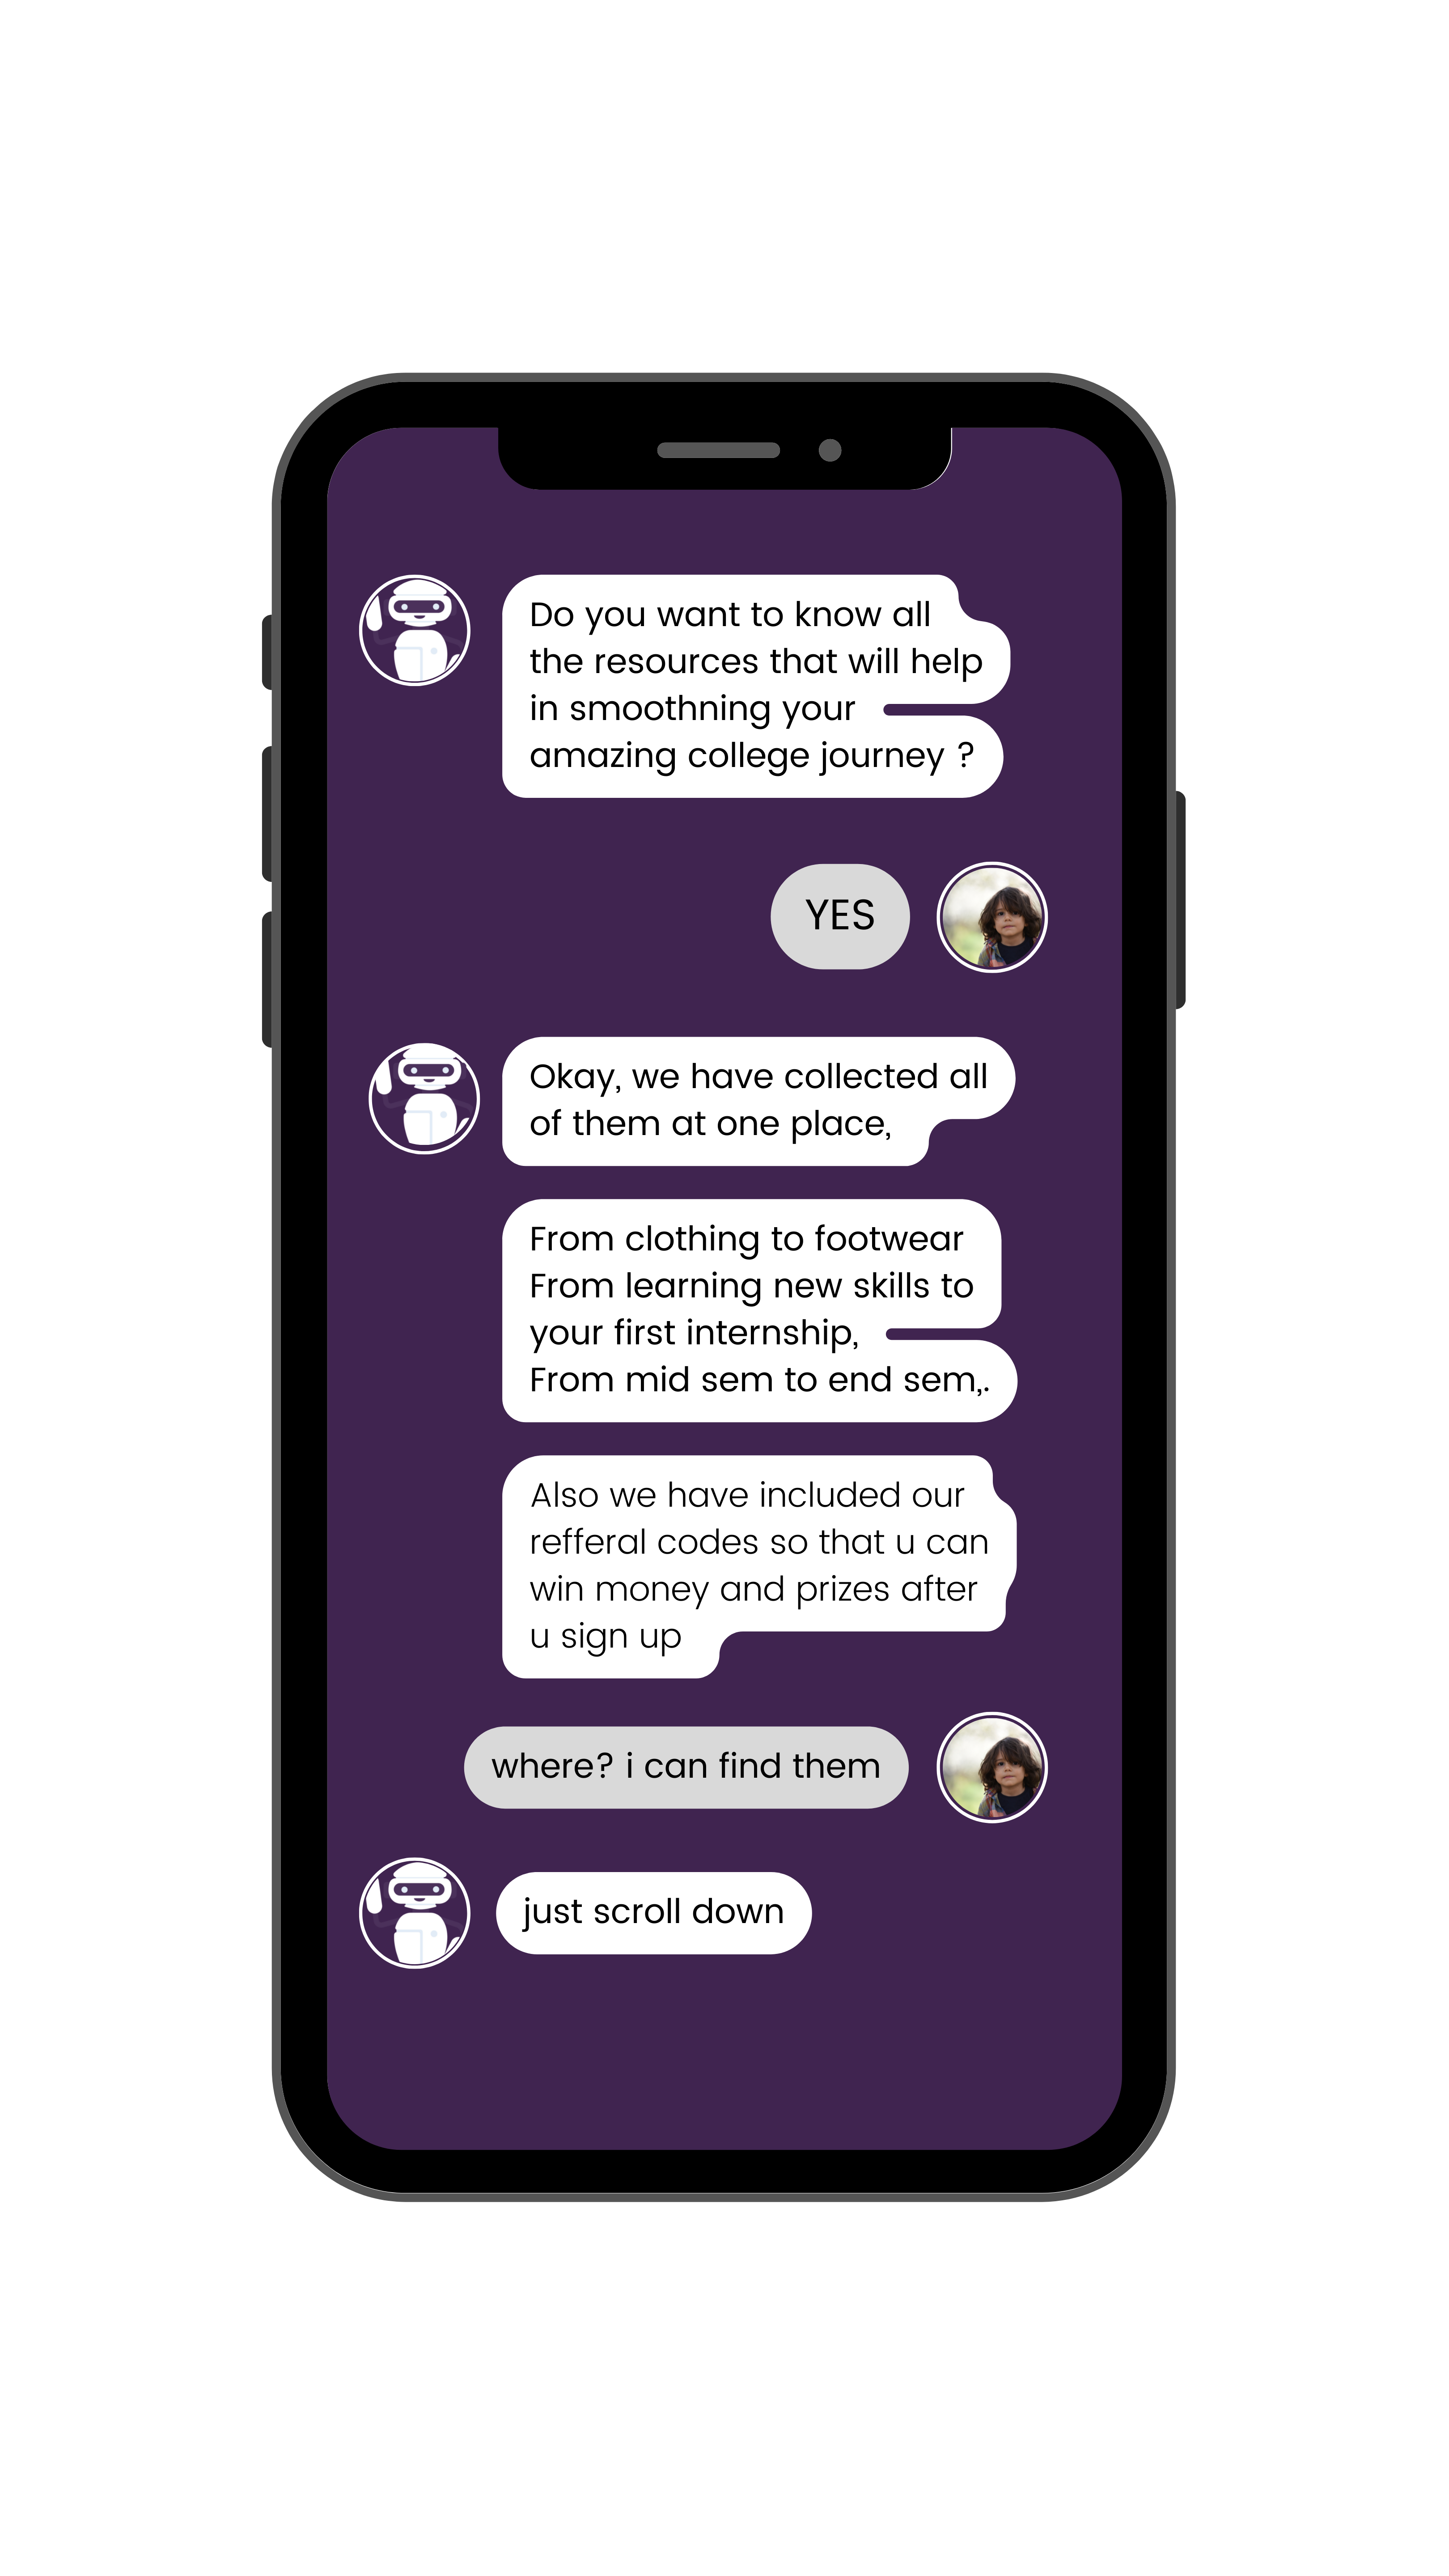 Do you want to know all
the resources that will help
in smoothning your
amazing college journey ?
YES
Okay, we have collected all
of them at one place,
From clothing to footwear
From learning new skills to
your first internship,
From mid sem to end sem,.
Also we have included our
refferal codes so that u can
win money and prizes after
u sign up
where? i can find them
just scroll down